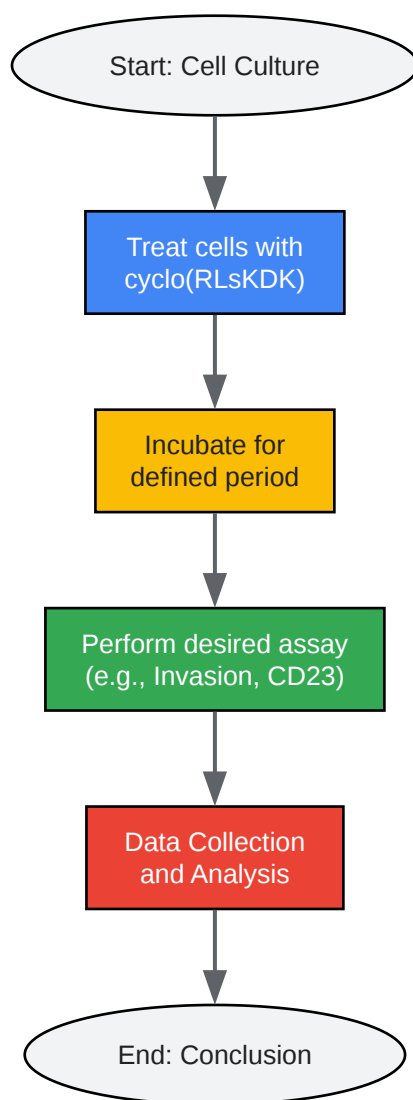 Start: Cell Culture
Treat cells with
cyclo(RLsKDK)
Incubate for
defined period
Perform desired assay
(e.g., Invasion, CD23)
Data Collection
and Analysis
End: Conclusion